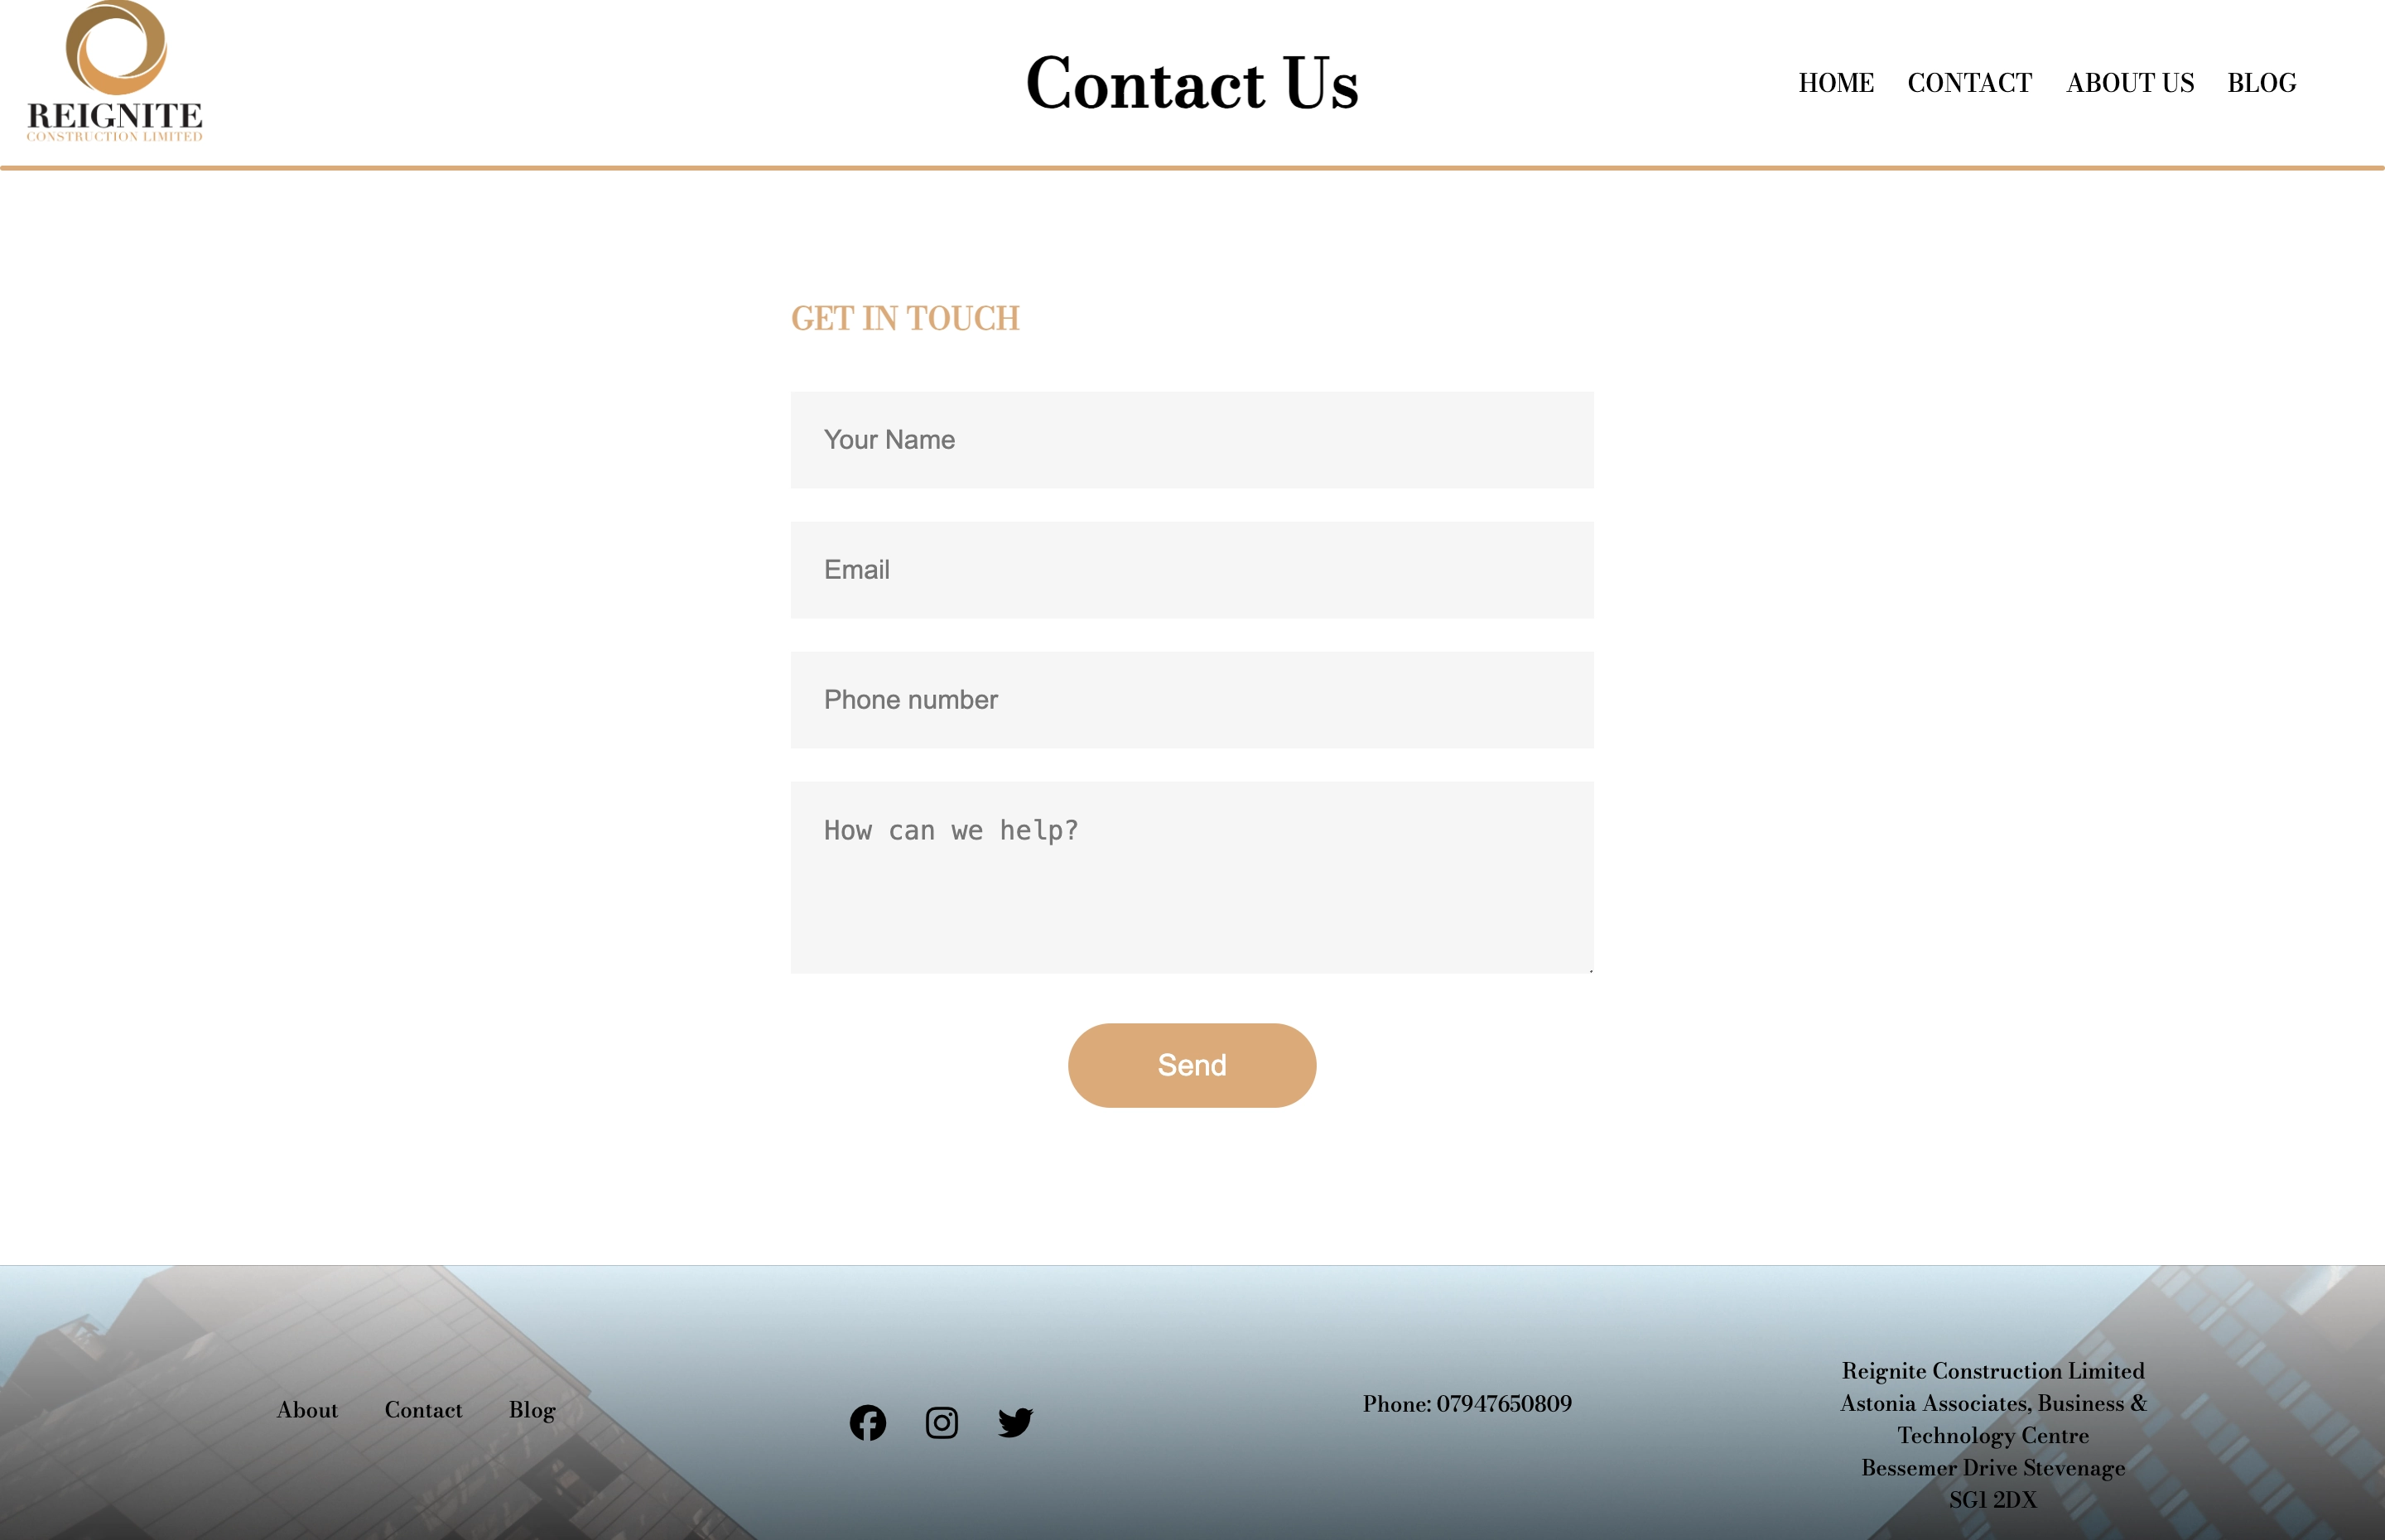 REIGNITE
CONSTRUCTION LIMITED
Contact Us
HOME CONTACT ABOUT US BLOG
GET IN TOUCH
Your Name
Email
Phone number
How can we help?
Send
About Contact Blog
Phone: 07947650809
Reignite Construction Limited
Astonia Associates, Business &
Technology Centre
Bessemer Drive Stevenage
SG1 2DX